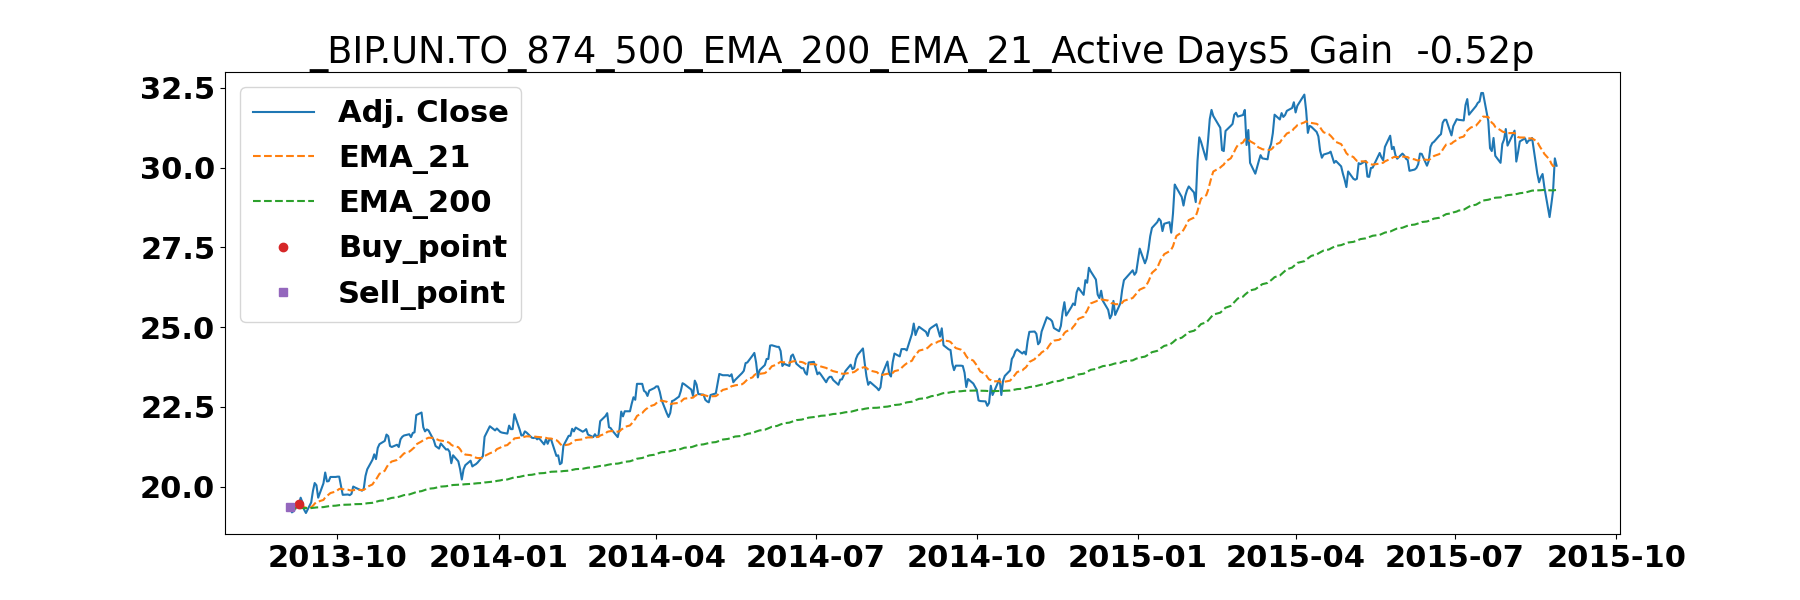 _BIP.UN.TO_874_500_EMA_200_EMA_21_Active Days5_Gain  -0.52p
32.5
30.0
27.5
25.0
22.5
20.0
Adj. Close
EMA_21
EMA_200
Buy_point
Sell_point
2013-10 2014-01 2014-04 2014-07 2014-10 2015-01 2015-04 2015-07 2015-10